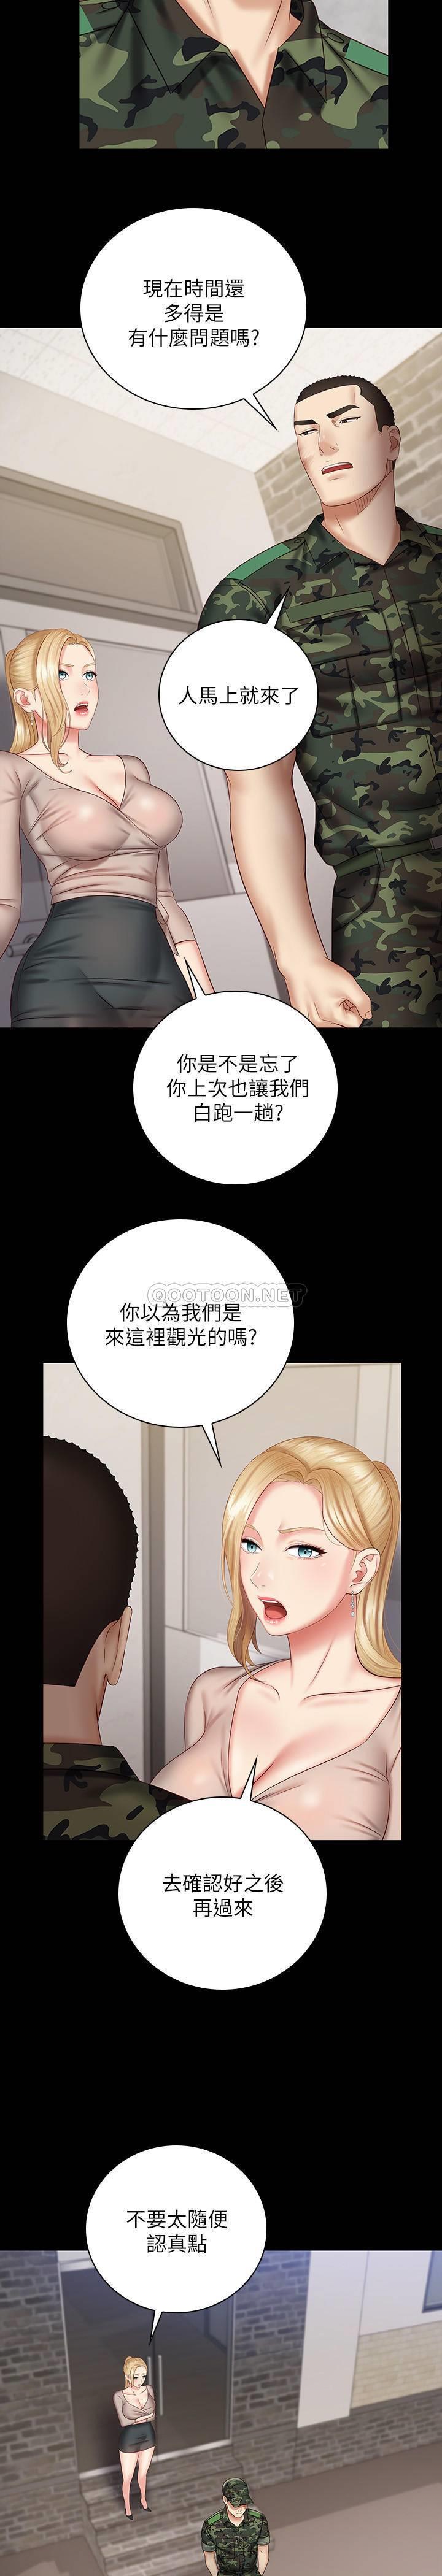 現在時間還
多得是
有什麼問題嗎?
人馬上就來了
你是不是忘了
你上次也讓我們
白跑一趟?
QOOTOON.NET
你以為我們是
來這裡觀光的嗎?
去確認好之後
再過來
不要太隨便
認真點